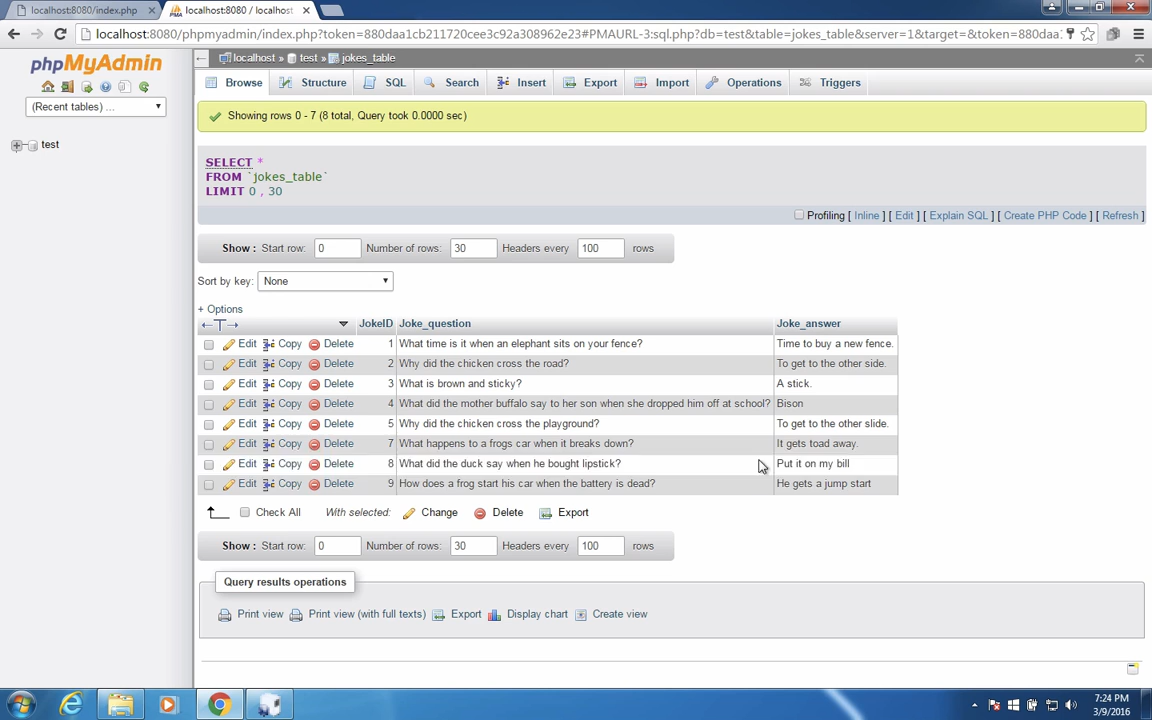 localhost:8080/index.php
localhost:8080 / localhost
localhost:8080/phpmyadmin/index.php?token=880daa1cb211720cee3c92a308962e23#PMAURL-3:sql.php?db=test&table=jokes_table&server=1&target=&token=880daa1
phpMyAdmin
(Recent tables) ...
test
localhost » test » jokes_table
Browse Structure SQL Search Insert Export Import Operations Triggers
Showing rows 0 - 7 (8 total, Query took 0.0000 sec)
SELECT *
FROM `jokes_table`
LIMIT 0 , 30
Profiling [ Inline ] [ Edit ] [ Explain SQL ] [ Create PHP Code ] [ Refresh ]
Show : Start row: 0 Number of rows: 30 Headers every 100 rows
Sort by key: None
+ Options
←T→ JokeID Joke_question Joke_answer
Edit Copy Delete 1 What time is it when an elephant sits on your fence? Time to buy a new fence.
Edit Copy Delete 2 Why did the chicken cross the road? To get to the other side.
Edit Copy Delete 3 What is brown and sticky? A stick.
Edit Copy Delete 4 What did the mother buffalo say to her son when she dropped him off at school? Bison
Edit Copy Delete 5 Why did the chicken cross the playground? To get to the other slide.
Edit Copy Delete 7 What happens to a frogs car when it breaks down? It gets toad away.
Edit Copy Delete 8 What did the duck say when he bought lipstick? Put it on my bill
Edit Copy Delete 9 How does a frog start his car when the battery is dead? He gets a jump start
Check All With selected: Change Delete Export
Show : Start row: 0 Number of rows: 30 Headers every 100 rows
Query results operations
Print view Print view (with full texts) Export Display chart Create view
7:24 PM
3/9/2016